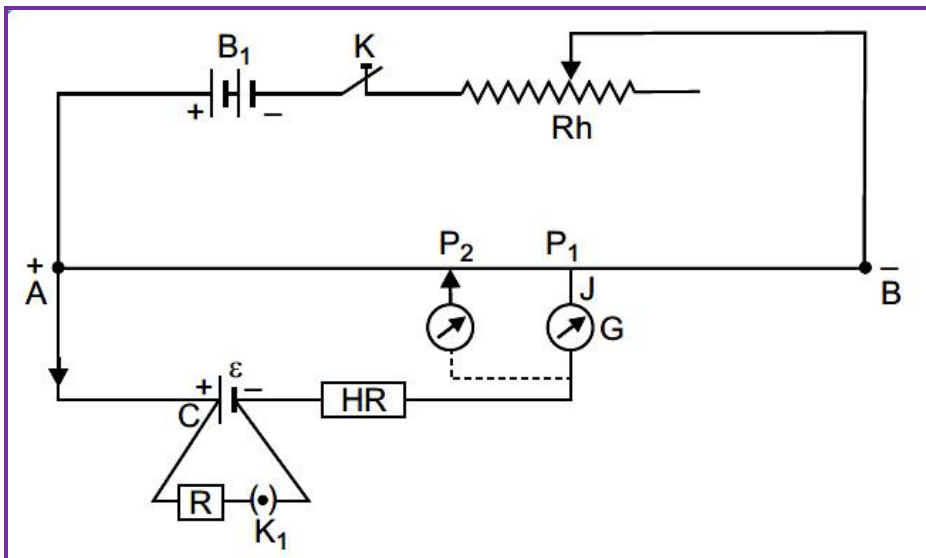 B₁ K
+ –
Rh
P₂ P₁
+ –
A J B
G
ε
+ –
C HR
R
K₁